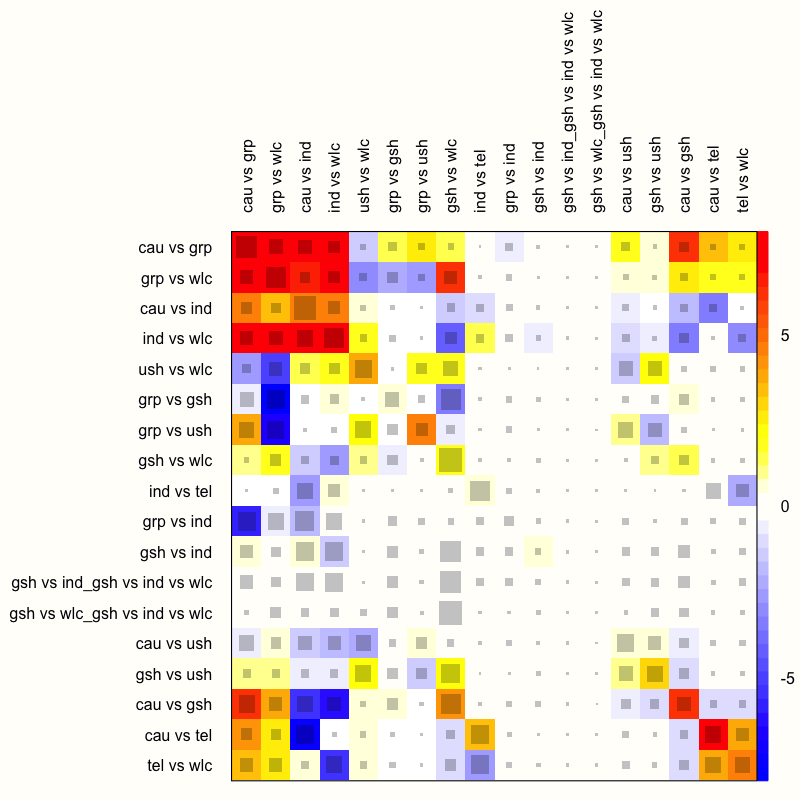 cau vs grp
grp vs wlc
cau vs ind
ind vs wlc
ush vs wlc
grp vs gsh
grp vs ush
gsh vs wlc
ind vs tel
grp vs ind
gsh vs ind
gsh vs ind_gsh vs ind vs wlc
gsh vs wlc_gsh vs ind vs wlc
cau vs ush
gsh vs ush
cau vs gsh
cau vs tel
tel vs wlc
cau vs grp
grp vs wlc
cau vs ind
ind vs wlc
ush vs wlc
grp vs gsh
grp vs ush
gsh vs wlc
ind vs tel
grp vs ind
gsh vs ind
gsh vs ind_gsh vs ind vs wlc
gsh vs wlc_gsh vs ind vs wlc
cau vs ush
gsh vs ush
cau vs gsh
cau vs tel
tel vs wlc
5
0
-5